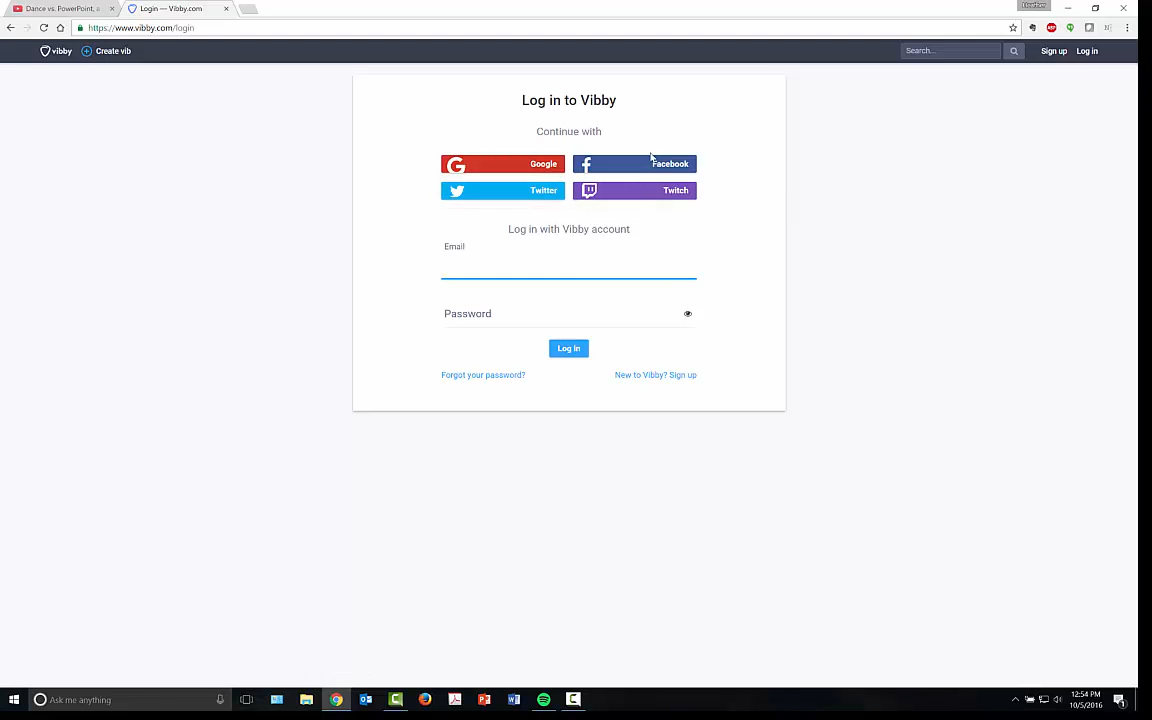 Dance vs. PowerPoint, a
Login — Vibby.com
https://www.vibby.com/login
vibby
Create vib
Search...
Sign up
Log in
Log in to Vibby
Continue with
Google
Facebook
Twitter
Twitch
Log in with Vibby account
Email
Password
Log in
Forgot your password?
New to Vibby? Sign up
Ask me anything
12:54 PM
10/5/2016